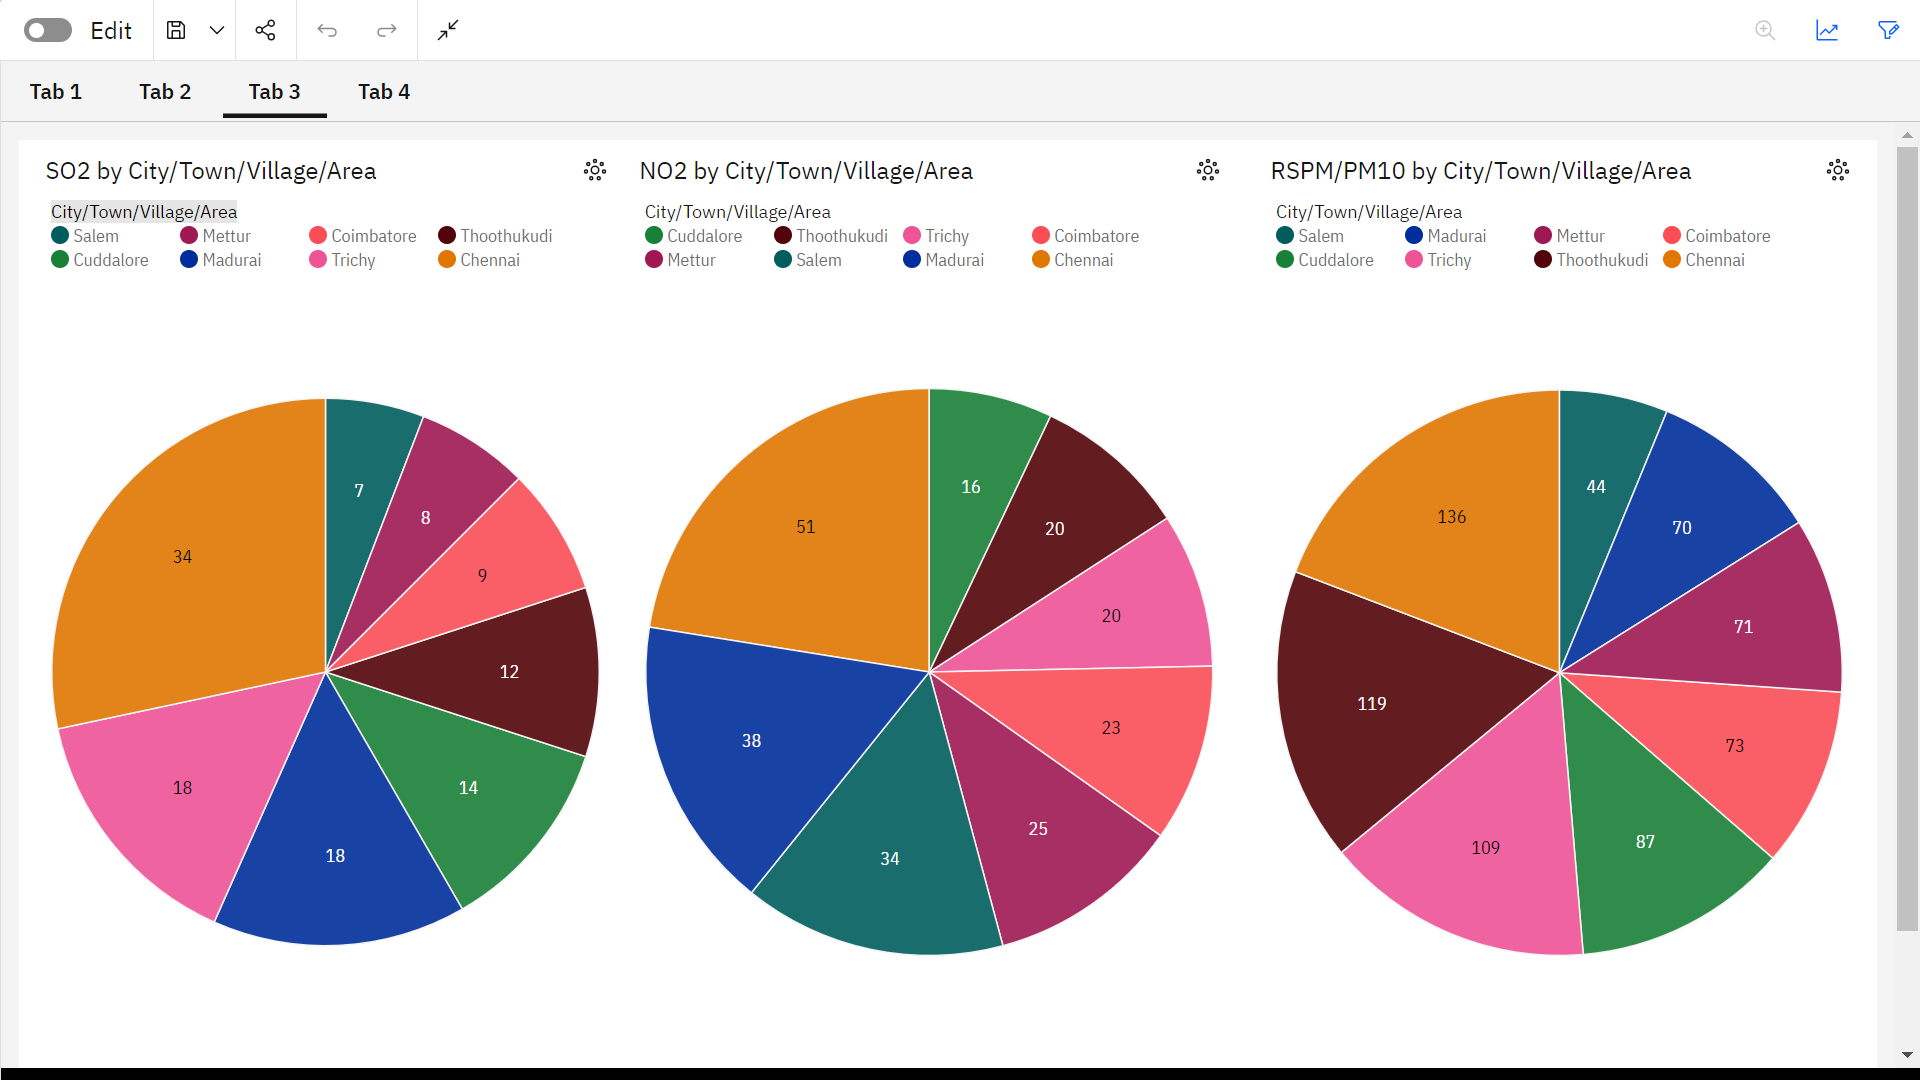 Edit
Tab 1 Tab 2 Tab 3 Tab 4
SO2 by City/Town/Village/Area
City/Town/Village/Area
Salem Mettur Coimbatore Thoothukudi
Cuddalore Madurai Trichy Chennai
7
8
9
12
14
18
18
34
NO2 by City/Town/Village/Area
City/Town/Village/Area
Cuddalore Thoothukudi Trichy Coimbatore
Mettur Salem Madurai Chennai
16
20
20
23
25
34
38
51
RSPM/PM10 by City/Town/Village/Area
City/Town/Village/Area
Salem Madurai Mettur Coimbatore
Cuddalore Trichy Thoothukudi Chennai
44
70
71
73
87
109
119
136